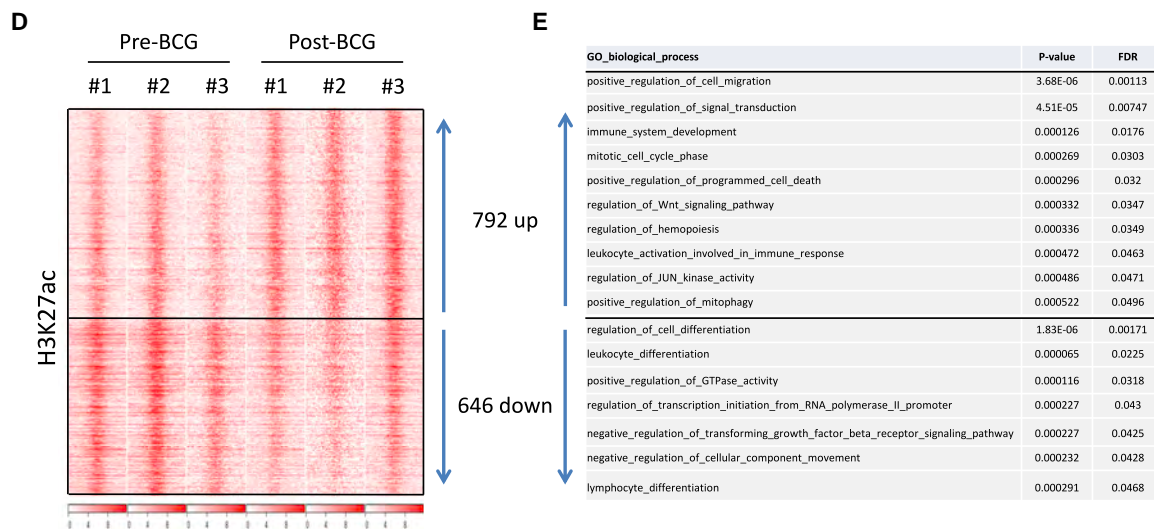 D
Pre-BCG
Post-BCG
#1 #2 #3 #1 #2 #3
H3K27ac
792 up
646 down
E
GO_biological_process P-value FDR
positive_regulation_of_cell_migration 3.68E-06 0.00113
positive_regulation_of_signal_transduction 4.51E-05 0.00747
immune_system_development 0.000126 0.0176
mitotic_cell_cycle_phase 0.000269 0.0303
positive_regulation_of_programmed_cell_death 0.000296 0.032
regulation_of_Wnt_signaling_pathway 0.000332 0.0347
regulation_of_hemopoiesis 0.000336 0.0349
leukocyte_activation_involved_in_immune_response 0.000472 0.0463
regulation_of_JUN_kinase_activity 0.000486 0.0471
positive_regulation_of_mitophagy 0.000522 0.0496
regulation_of_cell_differentiation 1.83E-06 0.00171
leukocyte_differentiation 0.000065 0.0225
positive_regulation_of_GTPase_activity 0.000116 0.0318
regulation_of_transcription_initiation_from_RNA_polymerase_II_promoter 0.000227 0.043
negative_regulation_of_transforming_growth_factor_beta_receptor_signaling_pathway 0.000227 0.0425
negative_regulation_of_cellular_component_movement 0.000232 0.0428
lymphocyte_differentiation 0.000291 0.0468